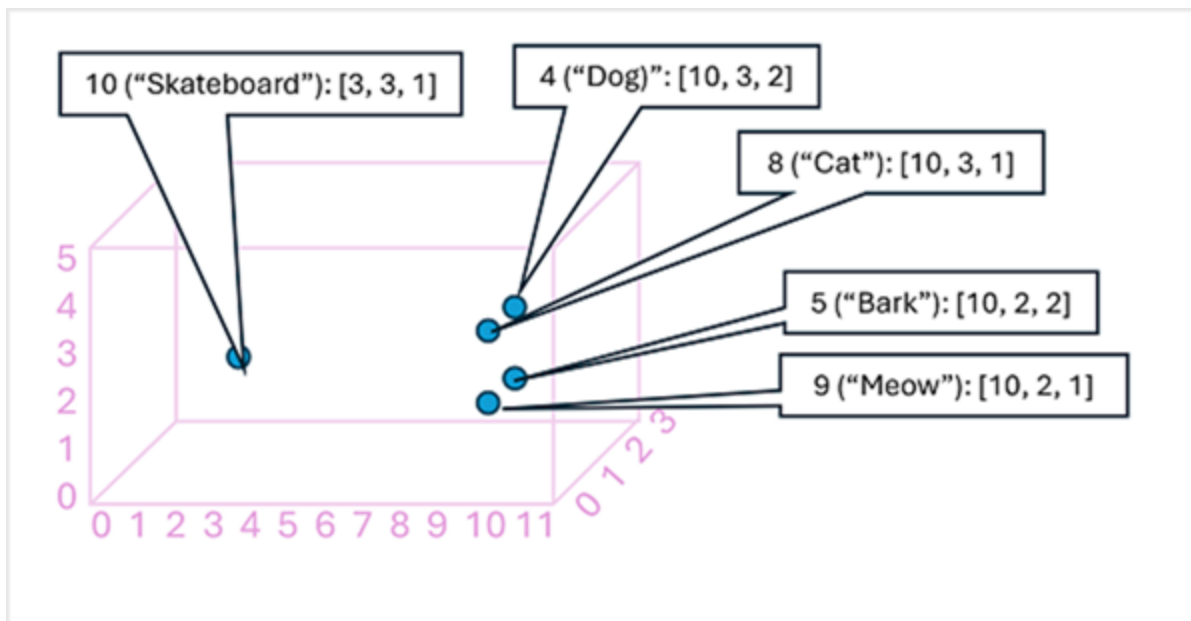 10 (“Skateboard”): [3, 3, 1]
4 (“Dog)”: [10, 3, 2]
8 (“Cat”): [10, 3, 1]
5 (“Bark”): [10, 2, 2]
9 (“Meow”): [10, 2, 1]
5
4
3
2
1
0
0 1 2 3 4 5 6 7 8 9 10 11
0 1 2 3